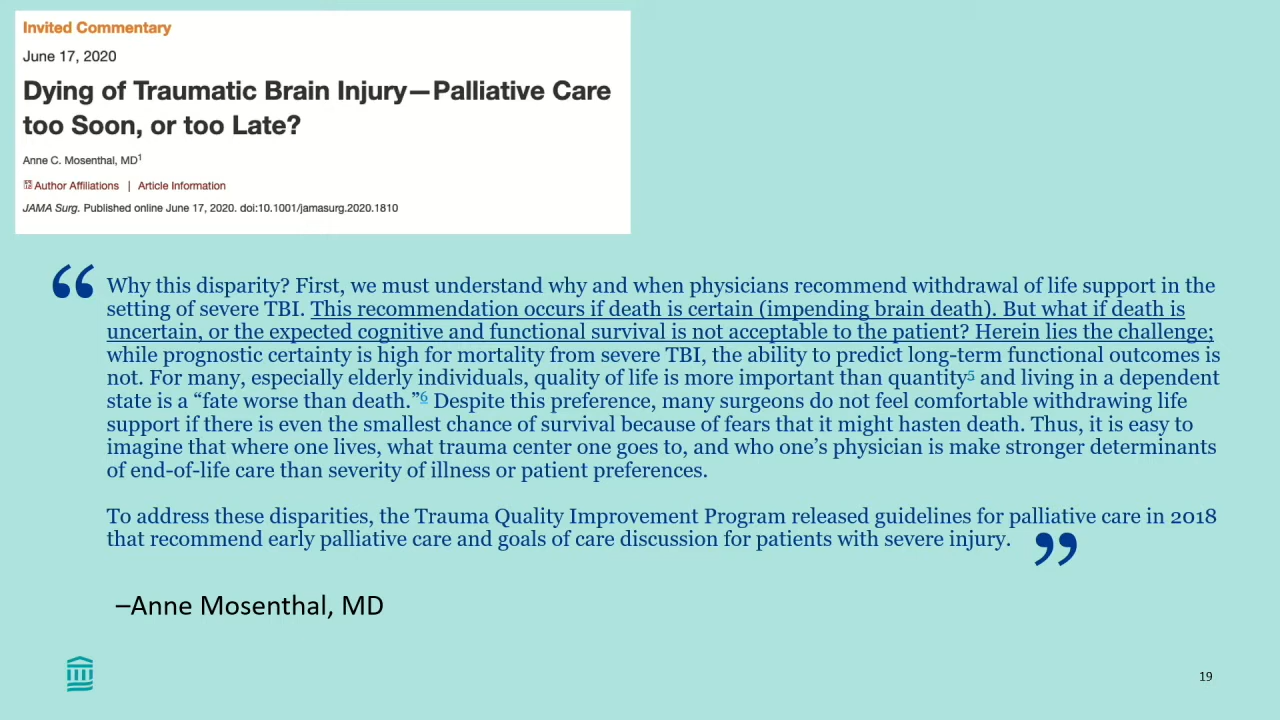 Invited Commentary
June 17, 2020
Dying of Traumatic Brain Injury—Palliative Care
too Soon, or too Late?
Anne C. Mosenthal, MD1
Author Affiliations | Article Information
JAMA Surg. Published online June 17, 2020. doi:10.1001/jamasurg.2020.1810
“ Why this disparity? First, we must understand why and when physicians recommend withdrawal of life support in the
setting of severe TBI. This recommendation occurs if death is certain (impending brain death). But what if death is
uncertain, or the expected cognitive and functional survival is not acceptable to the patient? Herein lies the challenge;
while prognostic certainty is high for mortality from severe TBI, the ability to predict long-term functional outcomes is
not. For many, especially elderly individuals, quality of life is more important than quantity5 and living in a dependent
state is a “fate worse than death.”6 Despite this preference, many surgeons do not feel comfortable withdrawing life
support if there is even the smallest chance of survival because of fears that it might hasten death. Thus, it is easy to
imagine that where one lives, what trauma center one goes to, and who one’s physician is make stronger determinants
of end-of-life care than severity of illness or patient preferences.
To address these disparities, the Trauma Quality Improvement Program released guidelines for palliative care in 2018
that recommend early palliative care and goals of care discussion for patients with severe injury. ”
–Anne Mosenthal, MD
19